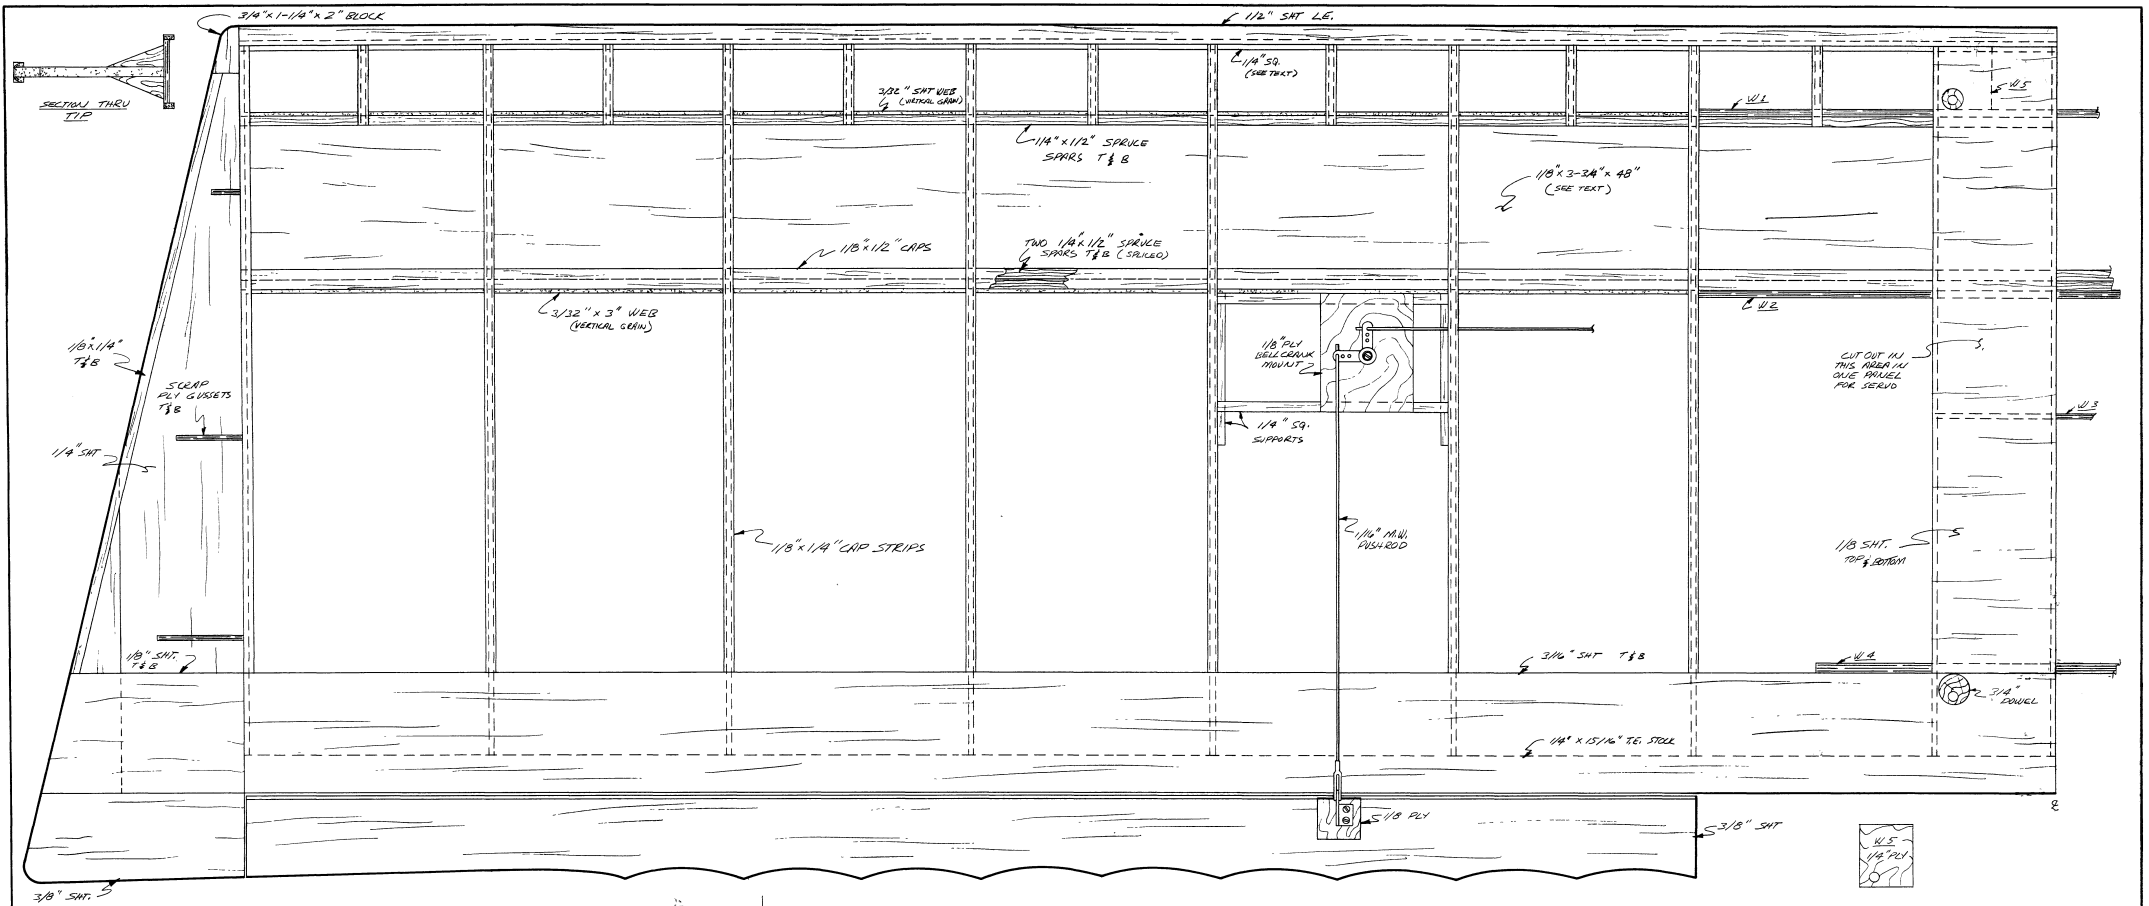 3/4" x 1-1/4" x 2" BLOCK
1/2" SHT L.E.
SECTION THRU
TIP
1/4" SQ.
(SEE TEXT)
3/32" SHT WEB
(VERTICAL GRAIN)
W1
W5
1/4" x 1/2" SPRUCE
SPARS T & B
1/8" x 3-3/4" x 48"
(SEE TEXT)
1/8" x 1/2" CAPS
TWO 1/4" x 1/2" SPRUCE
SPARS T & B (SPLICED)
3/32" x 3" WEB
(VERTICAL GRAIN)
W2
1/8" x 1/4"
T & B
1/8" PLY
BELLCRANK
MOUNT
CUT OUT IN
THIS AREA IN
ONE PANEL
FOR SERVO
SCRAP
PLY GUSSETS
T & B
W3
1/4" SQ.
SUPPORTS
1/4" SHT
1/8" x 1/4" CAP STRIPS
1/16" M.W.
PUSHROD
1/8 SHT.
TOP & BOTTOM
1/8" SHT.
T & B
3/16" SHT T & B
W4
3/4"
DOWEL
1/4" x 15/16" T.E. STOCK
1/8 PLY
3/8" SHT
W5
1/4" PLY
3/8" SHT.